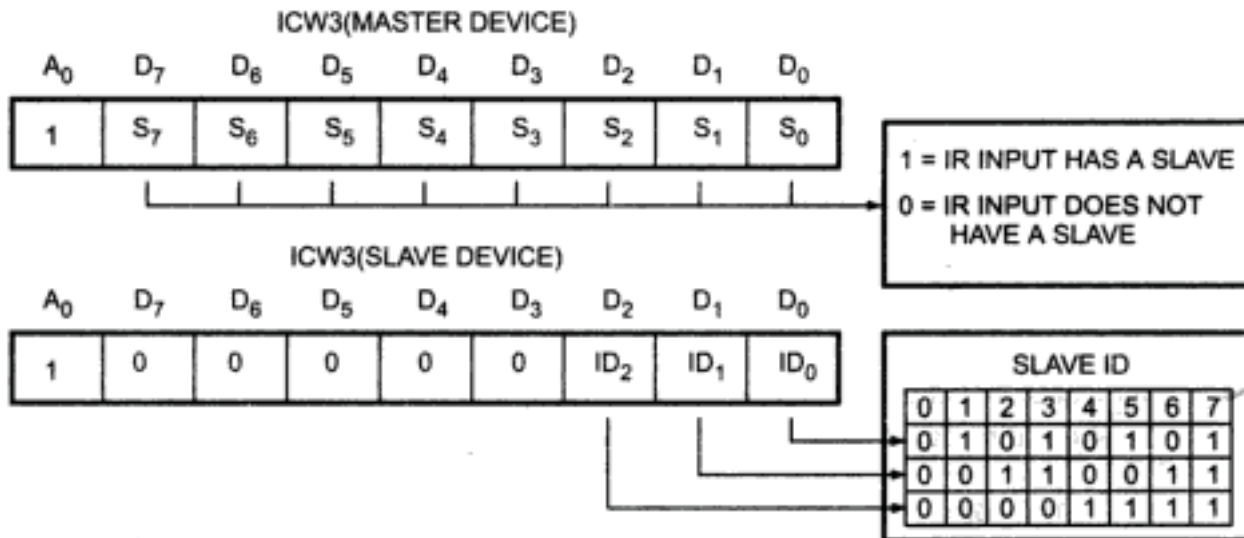 ICW3(MASTER DEVICE)
A₀ D₇ D₆ D₅ D₄ D₃ D₂ D₁ D₀
1 S₇ S₆ S₅ S₄ S₃ S₂ S₁ S₀
1 = IR INPUT HAS A SLAVE
0 = IR INPUT DOES NOT
HAVE A SLAVE
ICW3(SLAVE DEVICE)
A₀ D₇ D₆ D₅ D₄ D₃ D₂ D₁ D₀
1 0 0 0 0 0 ID₂ ID₁ ID₀
SLAVE ID
0 1 2 3 4 5 6 7
0 1 0 1 0 1 0 1
0 0 1 1 0 0 1 1
0 0 0 0 1 1 1 1